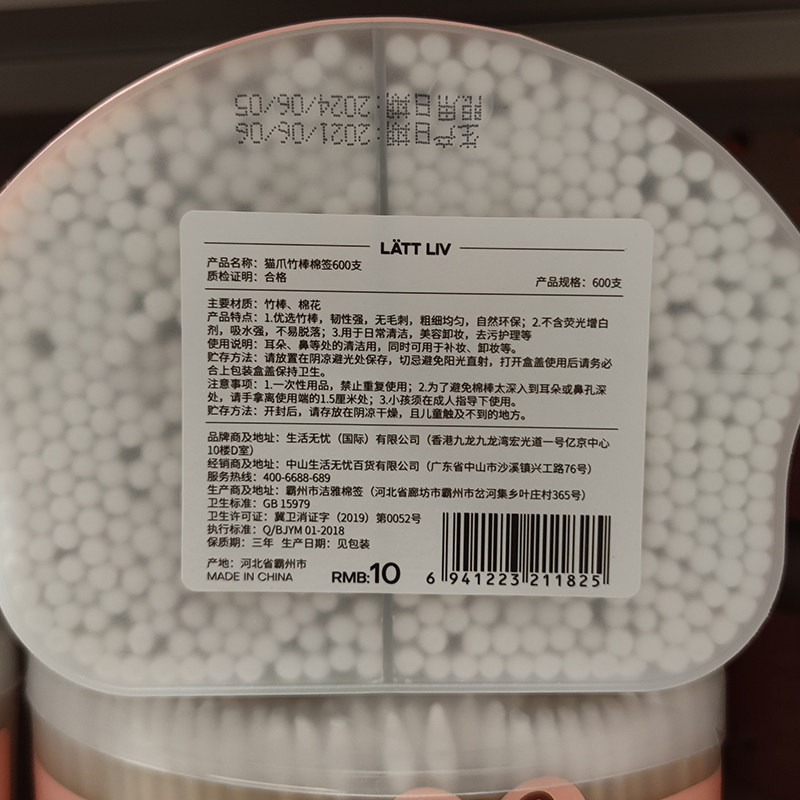 限用日期:2024/06/05
生产日期:2021/06/06
LÄTT LIV
产品名称：猫爪竹棒棉签600支
质检证明：合格
产品规格：600支
主要材质：竹棒、棉花
产品特点：1.优选竹棒，韧性强，无毛刺，粗细均匀，自然环保；2.不含荧光增白
剂，吸水强，不易脱落；3.用于日常清洁，美容卸妆，去污护理等
使用说明：耳朵、鼻等处的清洁用，同时可用于补妆、卸妆等。
贮存方法：请放置在阴凉避光处保存，切忌避免阳光直射，打开盒盖使用后请务必
合上包装盒盖保持卫生。
注意事项：1.一次性用品，禁止重复使用；2.为了避免棉棒太深入到耳朵或鼻孔深
处，请手拿离使用端的1.5厘米处；3.小孩须在成人指导下使用。
贮存方法：开封后，请存放在阴凉干燥，且儿童触及不到的地方。
品牌商及地址：生活无忧（国际）有限公司（香港九龙九龙湾宏光道一号亿京中心
10楼D室）
经销商及地址：中山生活无忧百货有限公司（广东省中山市沙溪镇兴工路76号）
服务热线：400-6688-689
生产商及地址：霸州市洁雅棉签（河北省廊坊市霸州市岔河集乡叶庄村365号）
卫生标准：GB 15979
卫生许可证：冀卫消证字（2019）第0052号
执行标准：Q/BJYM 01-2018
保质期：三年 生产日期：见包装
产地：河北省霸州市
MADE IN CHINA
RMB:10
6 941223 211825